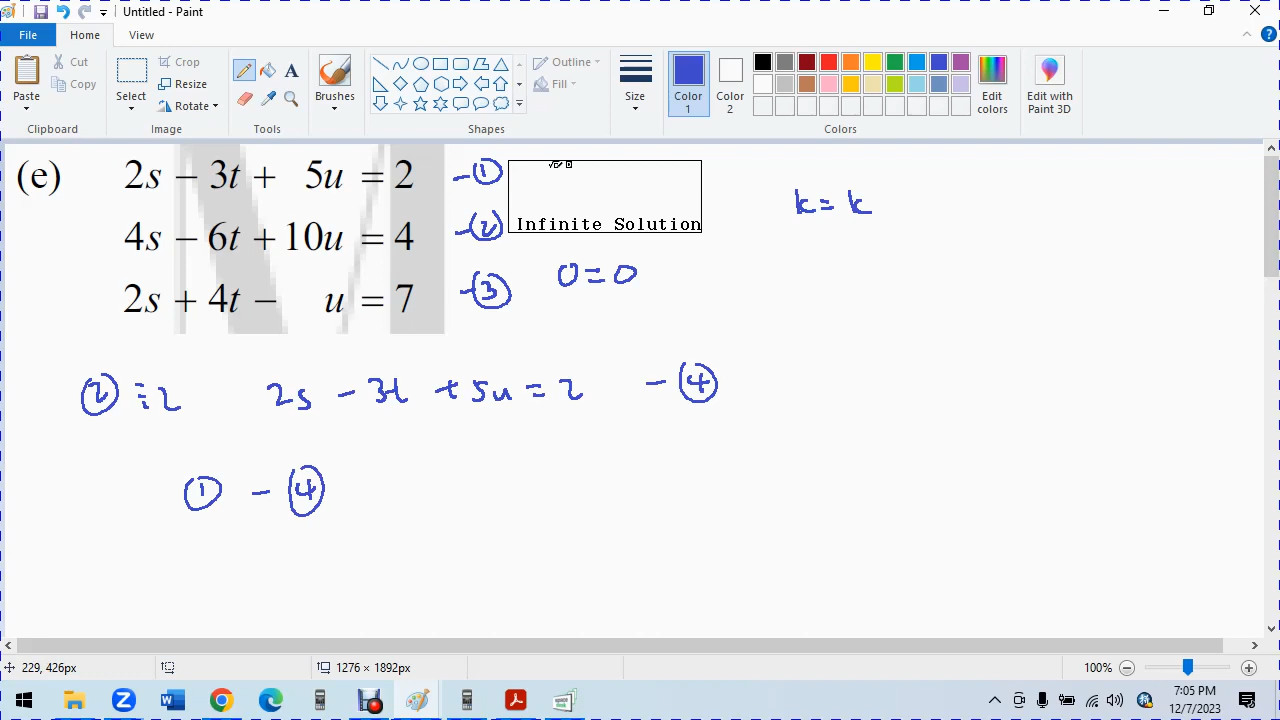 Untitled - Paint
File Home View
Paste Cut Copy Clipboard
Select Crop Resize Rotate Image
Tools
Brushes
Outline Fill Shapes
Size
Color 1 Color 2 Edit colors Colors
Edit with Paint 3D
(e) 2s − 3t + 5u = 2 -①
4s − 6t + 10u = 4 -②
2s + 4t − u = 7 -③
Infinite Solution
k = k
0 = 0
② ÷ 2 2s - 3t + 5u = 2 - ④
① - ④
229, 426px 1276 × 1892px 100%
7:05 PM
12/7/2023